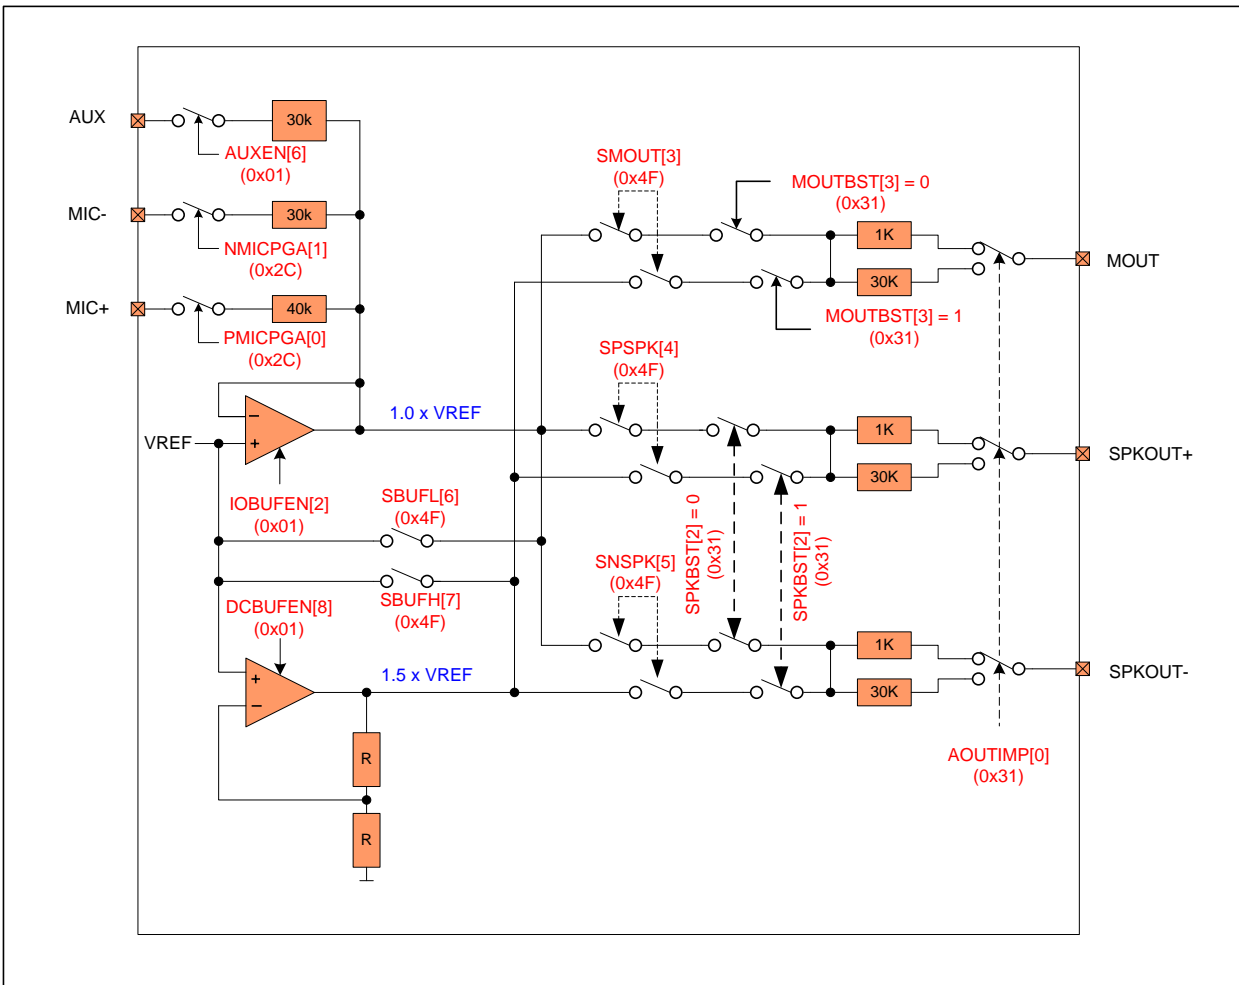 AUX
30k
AUXEN[6]
(0x01)
MIC-
30k
NMICPGA[1]
(0x2C)
MIC+
40k
PMICPGA[0]
(0x2C)
SMOUT[3]
(0x4F)
MOUTBST[3] = 0
(0x31)
1K
30K
MOUT
MOUTBST[3] = 1
(0x31)
SPSPK[4]
(0x4F)
1.0 x VREF
VREF
−
+
IOBUFEN[2]
(0x01)
1K
30K
SPKOUT+
SBUFL[6]
(0x4F)
SBUFH[7]
(0x4F)
SPKBST[2] = 0
(0x31)
SPKBST[2] = 1
(0x31)
SNSPK[5]
(0x4F)
DCBUFEN[8]
(0x01)
+
−
1.5 x VREF
1K
30K
SPKOUT-
R
R
AOUTIMP[0]
(0x31)